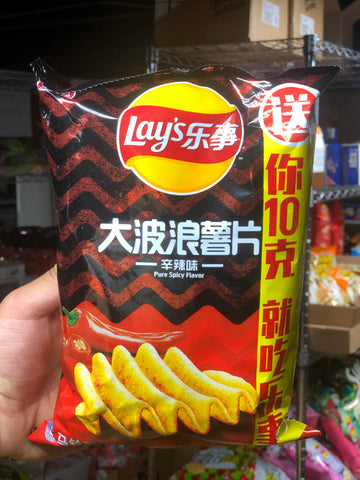 Lay's乐事
大波浪薯片
辛辣味
Pure Spicy Flavor
送
你10克
就吃乐事